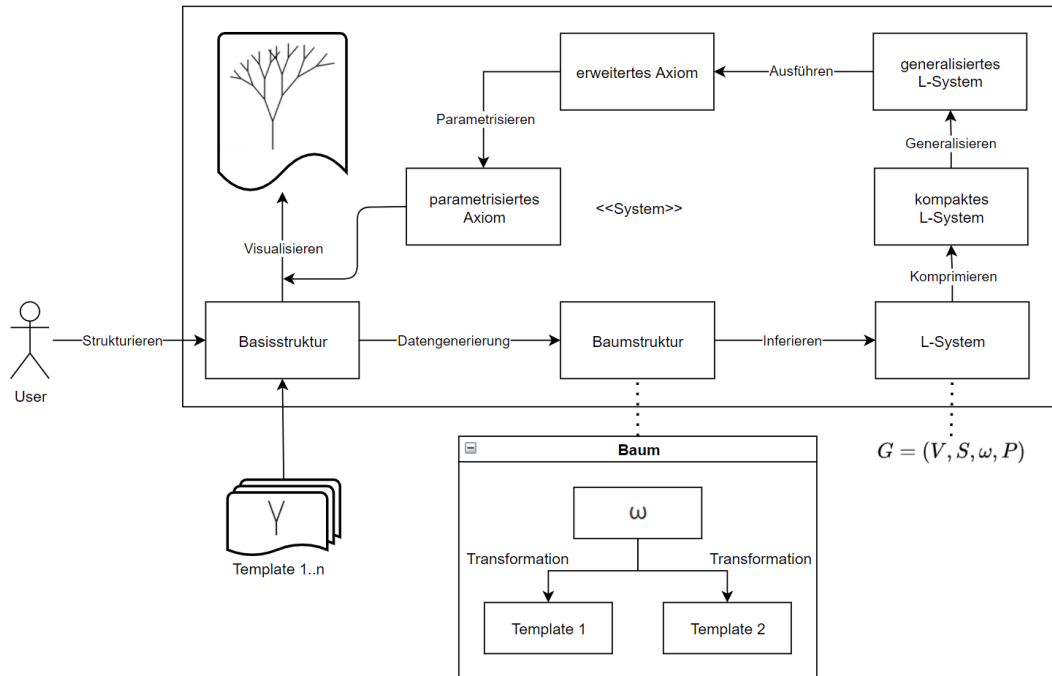 erweitertes Axiom
Ausführen
generalisiertes
L-System
Parametrisieren
Generalisieren
parametrisiertes
Axiom
<<System>>
kompaktes
L-System
Visualisieren
Komprimieren
Strukturieren
Basisstruktur
Datengenerierung
Baumstruktur
Inferieren
L-System
User
Baum
G = (V, S, ω, P)
ω
Transformation
Transformation
Template 1..n
Template 1
Template 2